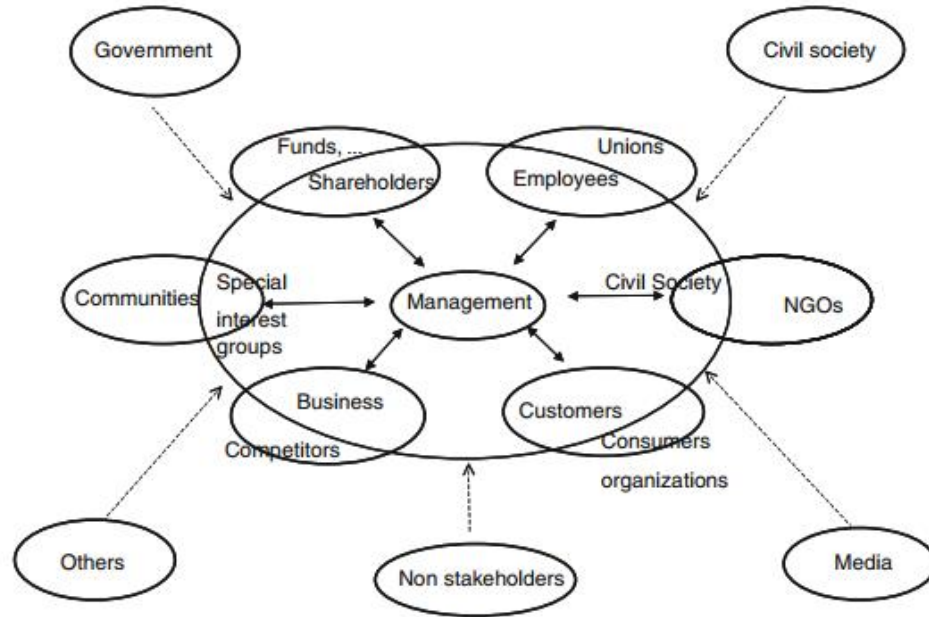 Government
Civil society
Funds, ...
Shareholders
Unions
Employees
Communities
Special
interest
groups
Management
Civil Society
NGOs
Business
Competitors
Customers
Consumers
organizations
Others
Non stakeholders
Media